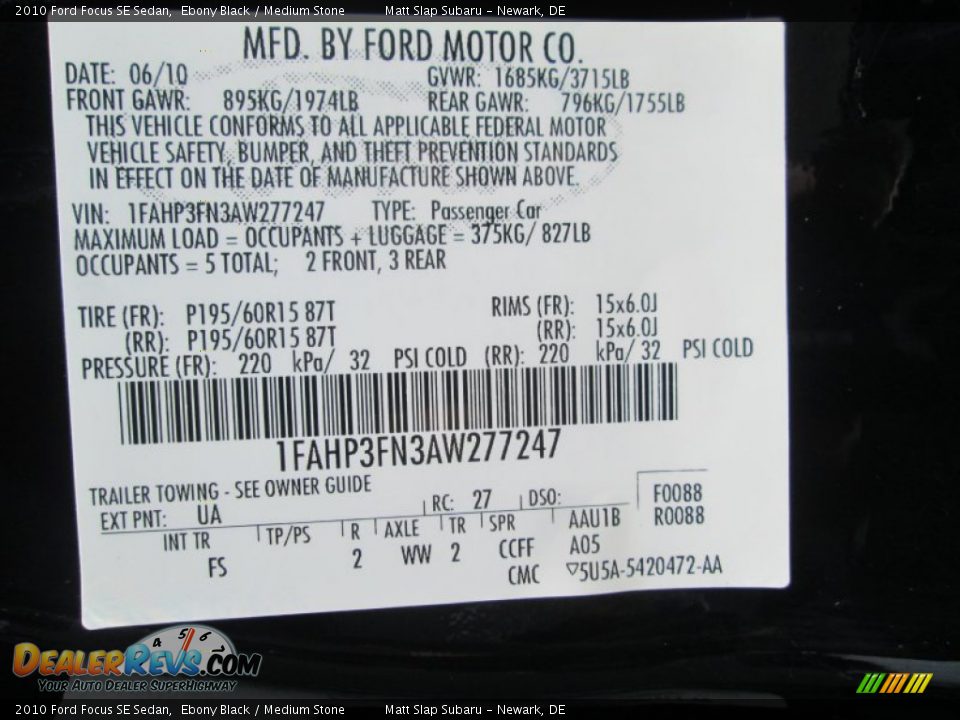 2010 Ford Focus SE Sedan, Ebony Black / Medium Stone Matt Slap Subaru - Newark, DE
MFD. BY FORD MOTOR CO.
DATE: 06/10 GVWR: 1685KG/3715LB
FRONT GAWR: 895KG/1974LB REAR GAWR: 796KG/1755LB
THIS VEHICLE CONFORMS TO ALL APPLICABLE FEDERAL MOTOR
VEHICLE SAFETY, BUMPER, AND THEFT PREVENTION STANDARDS
IN EFFECT ON THE DATE OF MANUFACTURE SHOWN ABOVE.
VIN: 1FAHP3FN3AW277247 TYPE: Passenger Car
MAXIMUM LOAD = OCCUPANTS + LUGGAGE = 375KG/ 827LB
OCCUPANTS = 5 TOTAL; 2 FRONT, 3 REAR
TIRE (FR): P195/60R15 87T RIMS (FR): 15x6.0J
(RR): P195/60R15 87T (RR): 15x6.0J
PRESSURE (FR): 220 kPa/ 32 PSI COLD (RR): 220 kPa/ 32 PSI COLD
1FAHP3FN3AW277247
TRAILER TOWING - SEE OWNER GUIDE
EXT PNT: UA RC: 27 DSO: F0088
R0088
INT TR TP/PS R AXLE TR SPR AAU1B
FS 2 WW 2 CCFF A05
CMC ▽5U5A-5420472-AA
4 5 6
DEALERREVS.COM
YOUR AUTO DEALER SUPERHIGHWAY
2010 Ford Focus SE Sedan, Ebony Black / Medium Stone Matt Slap Subaru - Newark, DE